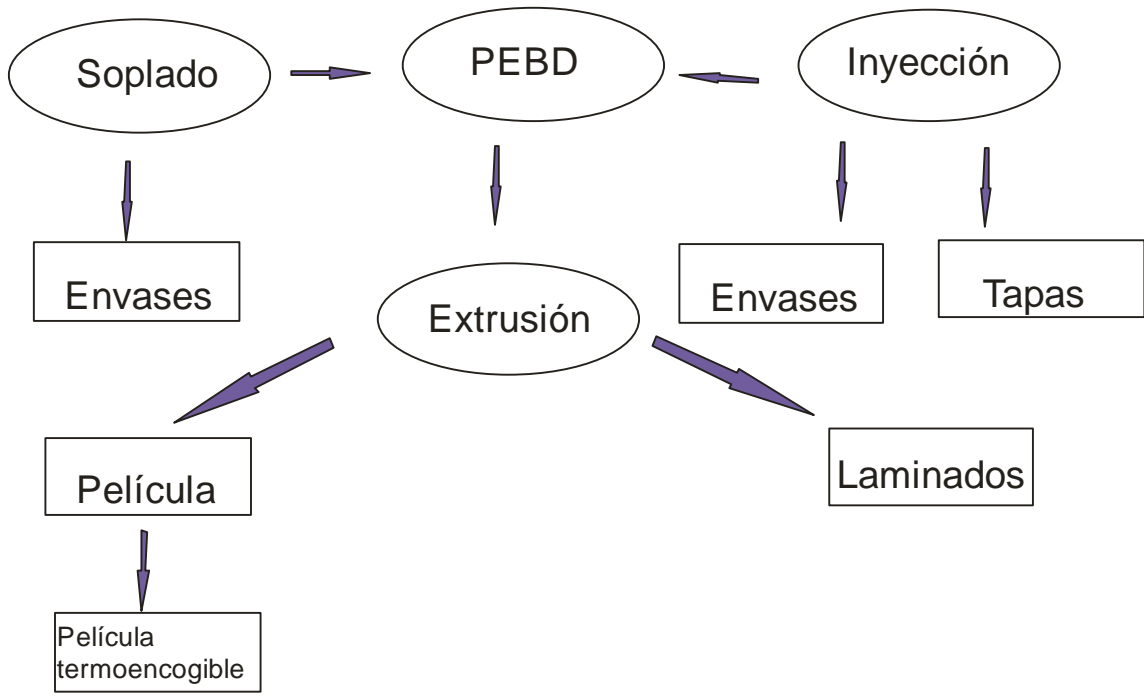 Soplado
PEBD
Inyección
Envases
Extrusión
Envases
Tapas
Película
Laminados
Película
termoencogible